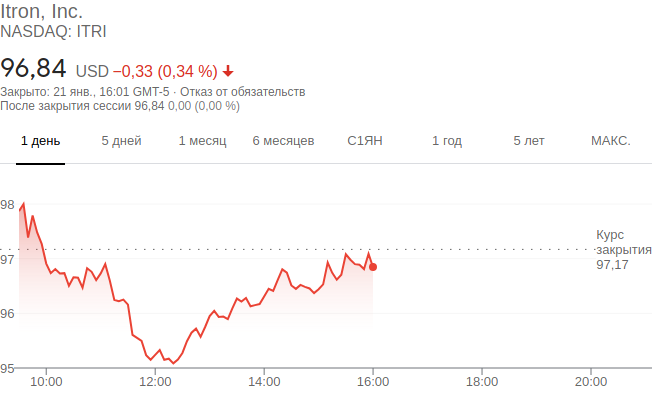 Itron, Inc.
NASDAQ: ITRI
96,84 USD −0,33 (0,34 %)
Закрыто: 21 янв., 16:01 GMT-5 · Отказ от обязательств
После закрытия сессии 96,84 0,00 (0,00 %)
1 день 5 дней 1 месяц 6 месяцев С1ЯН 1 год 5 лет МАКС.
98
Курс
закрытия
97,17
97
96
95
10:00 12:00 14:00 16:00 18:00 20:00